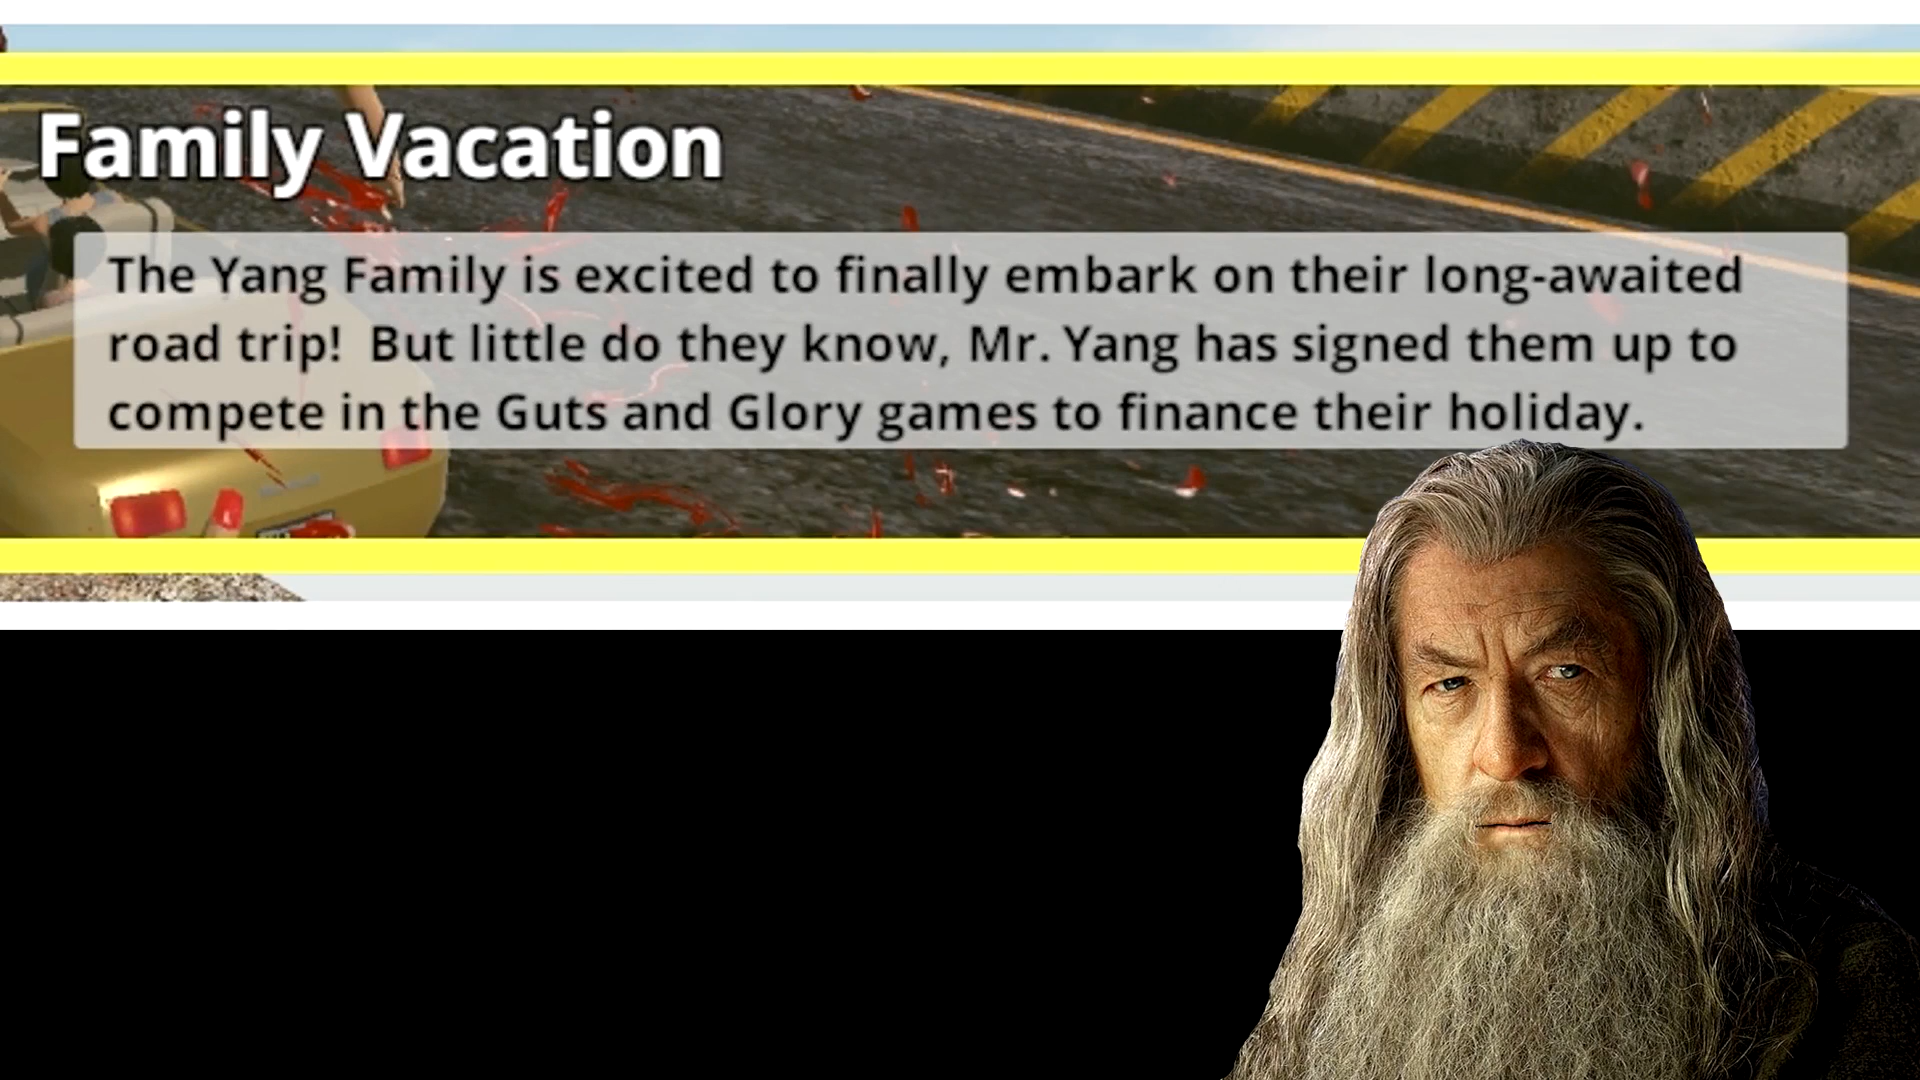 Family Vacation
The Yang Family is excited to finally embark on their long-awaited
road trip!  But little do they know, Mr. Yang has signed them up to
compete in the Guts and Glory games to finance their holiday.